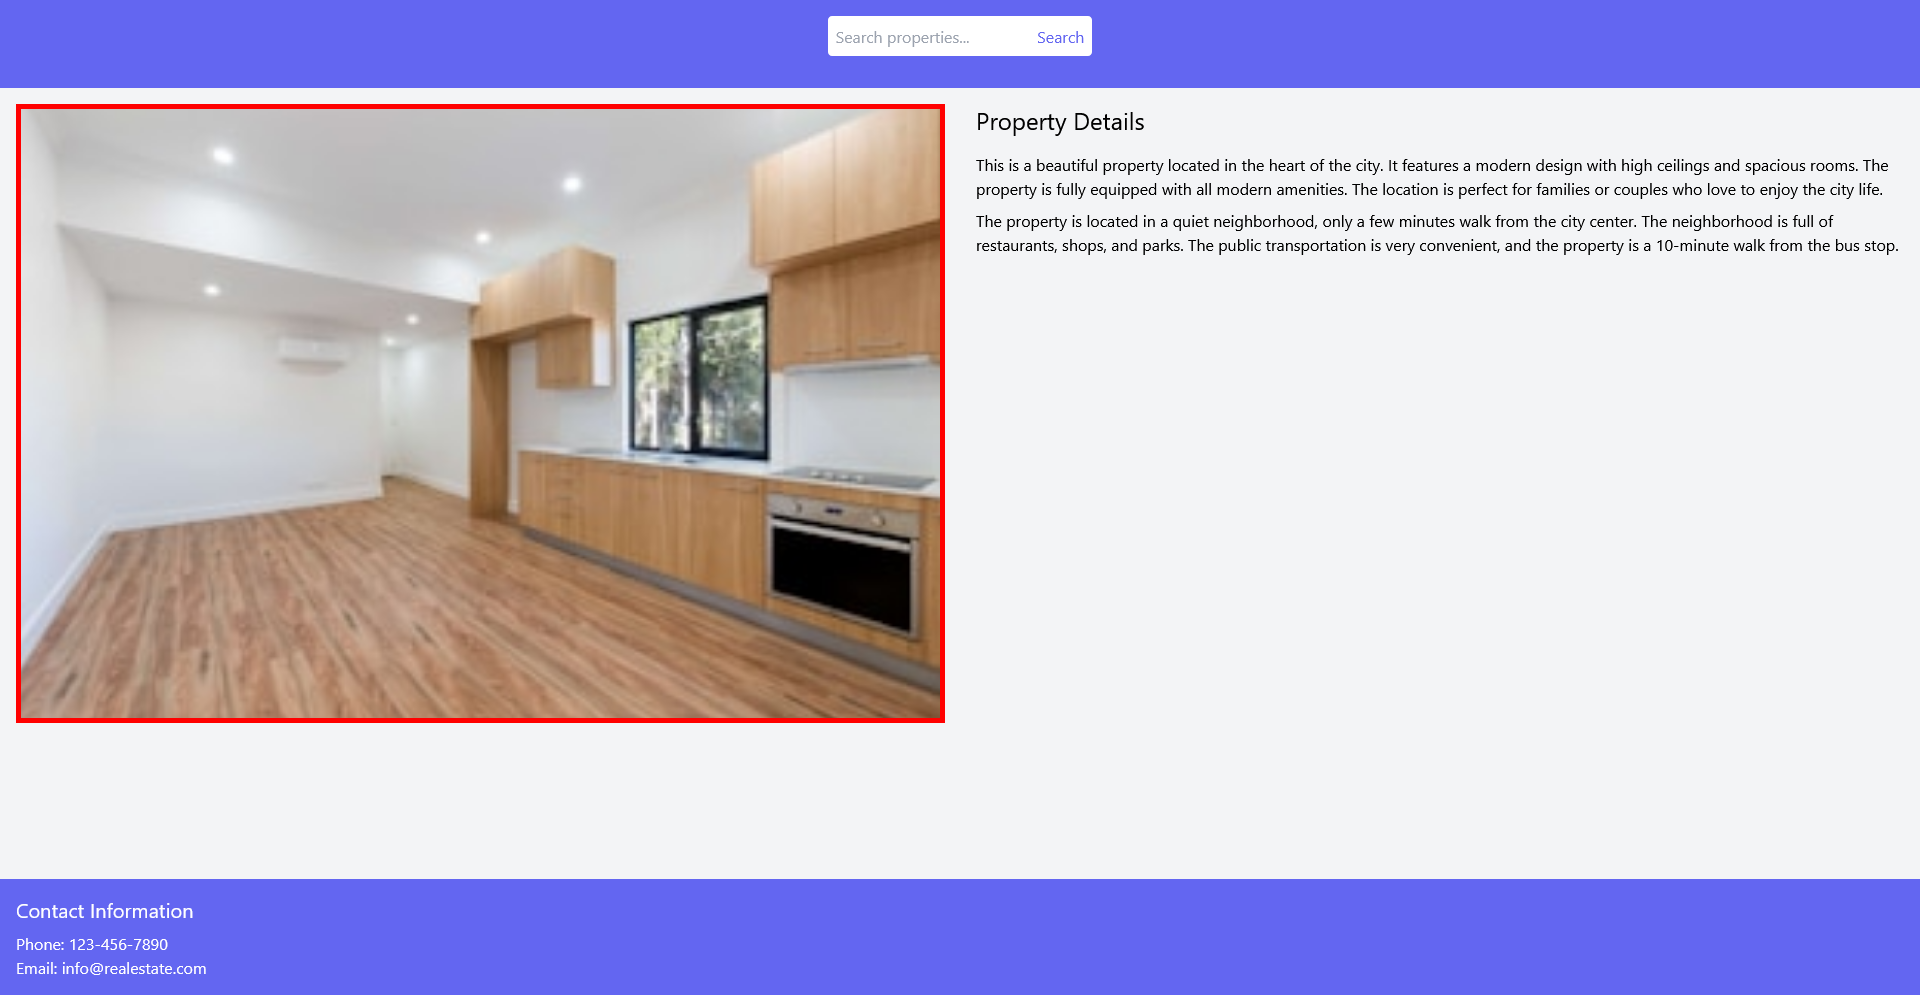 Search properties...
Search
Property Details
This is a beautiful property located in the heart of the city. It features a modern design with high ceilings and spacious rooms. The
property is fully equipped with all modern amenities. The location is perfect for families or couples who love to enjoy the city life.
The property is located in a quiet neighborhood, only a few minutes walk from the city center. The neighborhood is full of
restaurants, shops, and parks. The public transportation is very convenient, and the property is a 10-minute walk from the bus stop.
Contact Information
Phone: 123-456-7890
Email: info@realestate.com